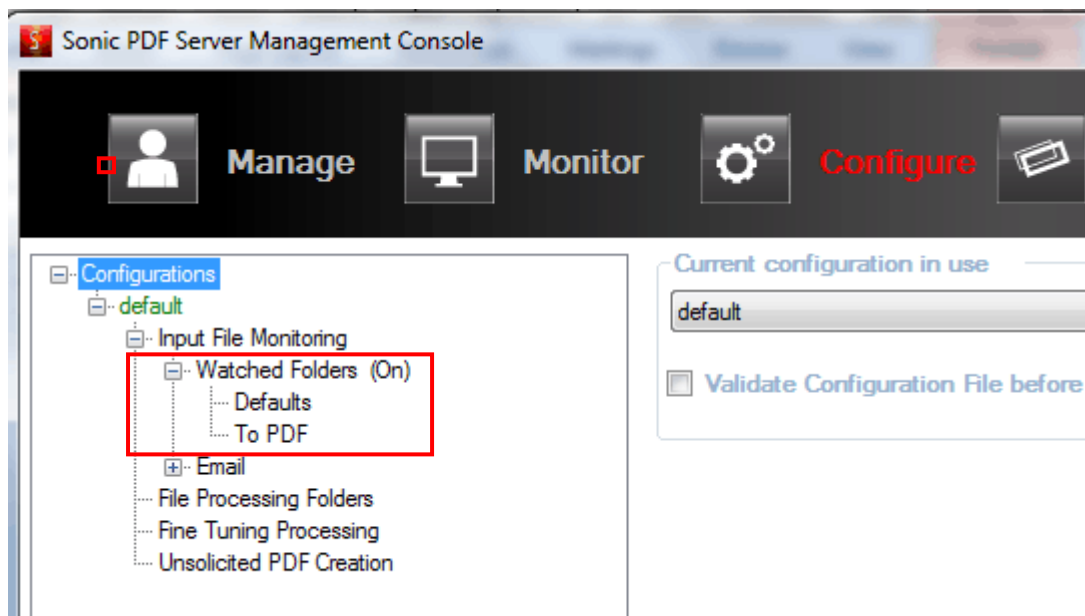 Sonic PDF Server Management Console
Manage Monitor Configure
Configurations
default
Input File Monitoring
Watched Folders (On)
Defaults
To PDF
Email
File Processing Folders
Fine Tuning Processing
Unsolicited PDF Creation
Current configuration in use
default
Validate Configuration File before